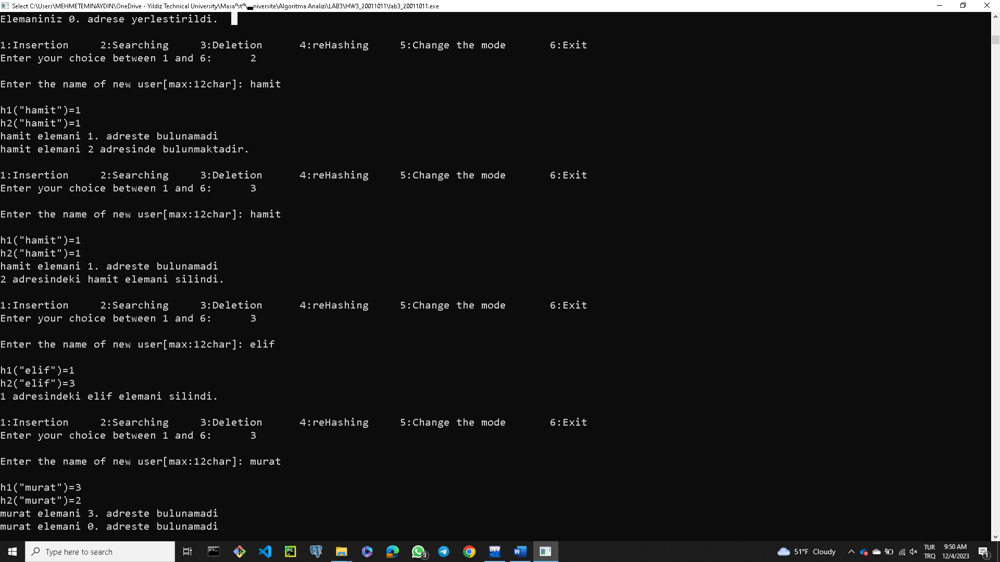 Select C:\Users\MEHMETEMINAYDIN\OneDrive - Yildiz Technical University\Masaⁿstⁿ\▄niversite\Algoritma Analizi\LAB3\HW3_20011011\lab3_20011011.exe
Elemaniniz 0. adrese yerlestirildi.
1:Insertion 2:Searching 3:Deletion 4:reHashing 5:Change the mode 6:Exit
Enter your choice between 1 and 6: 2
Enter the name of new user[max:12char]: hamit
h1("hamit")=1
h2("hamit")=1
hamit elemani 1. adreste bulunamadi
hamit elemani 2 adresinde bulunmaktadir.
1:Insertion 2:Searching 3:Deletion 4:reHashing 5:Change the mode 6:Exit
Enter your choice between 1 and 6: 3
Enter the name of new user[max:12char]: hamit
h1("hamit")=1
h2("hamit")=1
hamit elemani 1. adreste bulunamadi
2 adresindeki hamit elemani silindi.
1:Insertion 2:Searching 3:Deletion 4:reHashing 5:Change the mode 6:Exit
Enter your choice between 1 and 6: 3
Enter the name of new user[max:12char]: elif
h1("elif")=1
h2("elif")=3
1 adresindeki elif elemani silindi.
1:Insertion 2:Searching 3:Deletion 4:reHashing 5:Change the mode 6:Exit
Enter your choice between 1 and 6: 3
Enter the name of new user[max:12char]: murat
h1("murat")=3
h2("murat")=2
murat elemani 3. adreste bulunamadi
murat elemani 0. adreste bulunamadi
Type here to search
PC
3
DEV
W
51°F Cloudy
TUR
TRQ
9:50 AM
12/4/2023
1